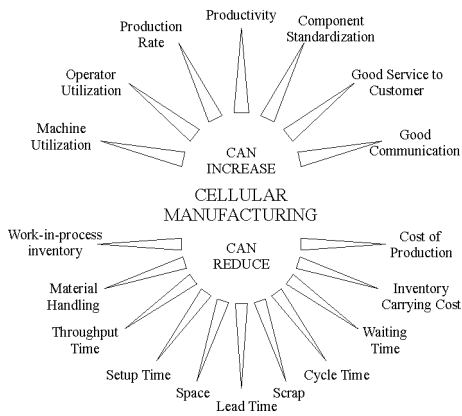 Productivity
Production
Rate
Component
Standardization
Operator
Utilization
Good Service to
Customer
Machine
Utilization
Good
Communication
CAN
INCREASE
CELLULAR
MANUFACTURING
CAN
REDUCE
Work-in-process
inventory
Cost of
Production
Material
Handling
Inventory
Carrying Cost
Throughput
Time
Waiting
Time
Setup Time
Cycle Time
Space
Scrap
Lead Time